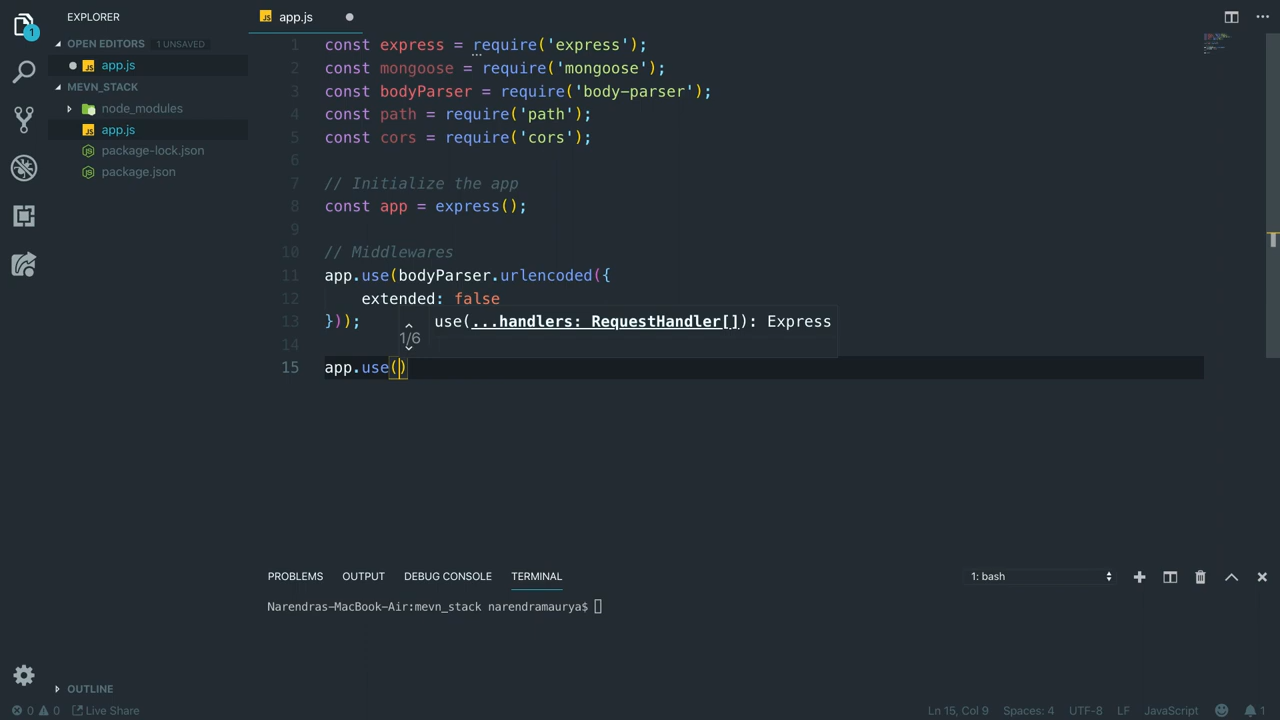 EXPLORER
app.js
OPEN EDITORS 1 UNSAVED
JS app.js
MEVN_STACK
node_modules
JS app.js
package-lock.json
package.json
1
1 const express = require('express');
2 const mongoose = require('mongoose');
3 const bodyParser = require('body-parser');
4 const path = require('path');
5 const cors = require('cors');
6
7 // Initialize the app
8 const app = express();
9
10 // Middlewares
11 app.use(bodyParser.urlencoded({
12 extended: false
13 }));
1/6 use(...handlers: RequestHandler[]): Express
14
15 app.use()
PROBLEMS OUTPUT DEBUG CONSOLE TERMINAL 1: bash
Narendras-MacBook-Air:mevn_stack narendramaurya$
OUTLINE
0 0 Live Share Ln 15, Col 9 Spaces: 4 UTF-8 LF JavaScript 1